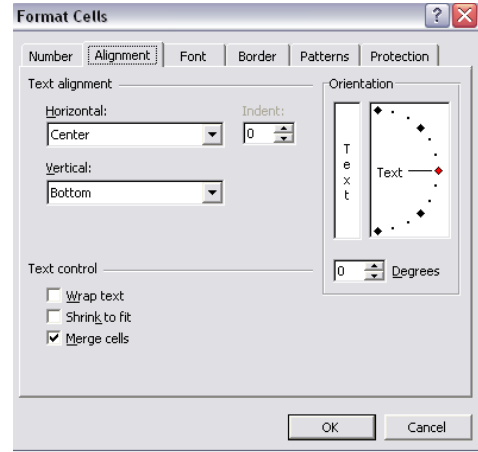 Format Cells
Number Alignment Font Border Patterns Protection
Text alignment
Horizontal:
Center
Indent:
0
Vertical:
Bottom
Orientation
Text
Text
0 Degrees
Text control
Wrap text
Shrink to fit
Merge cells
OK Cancel